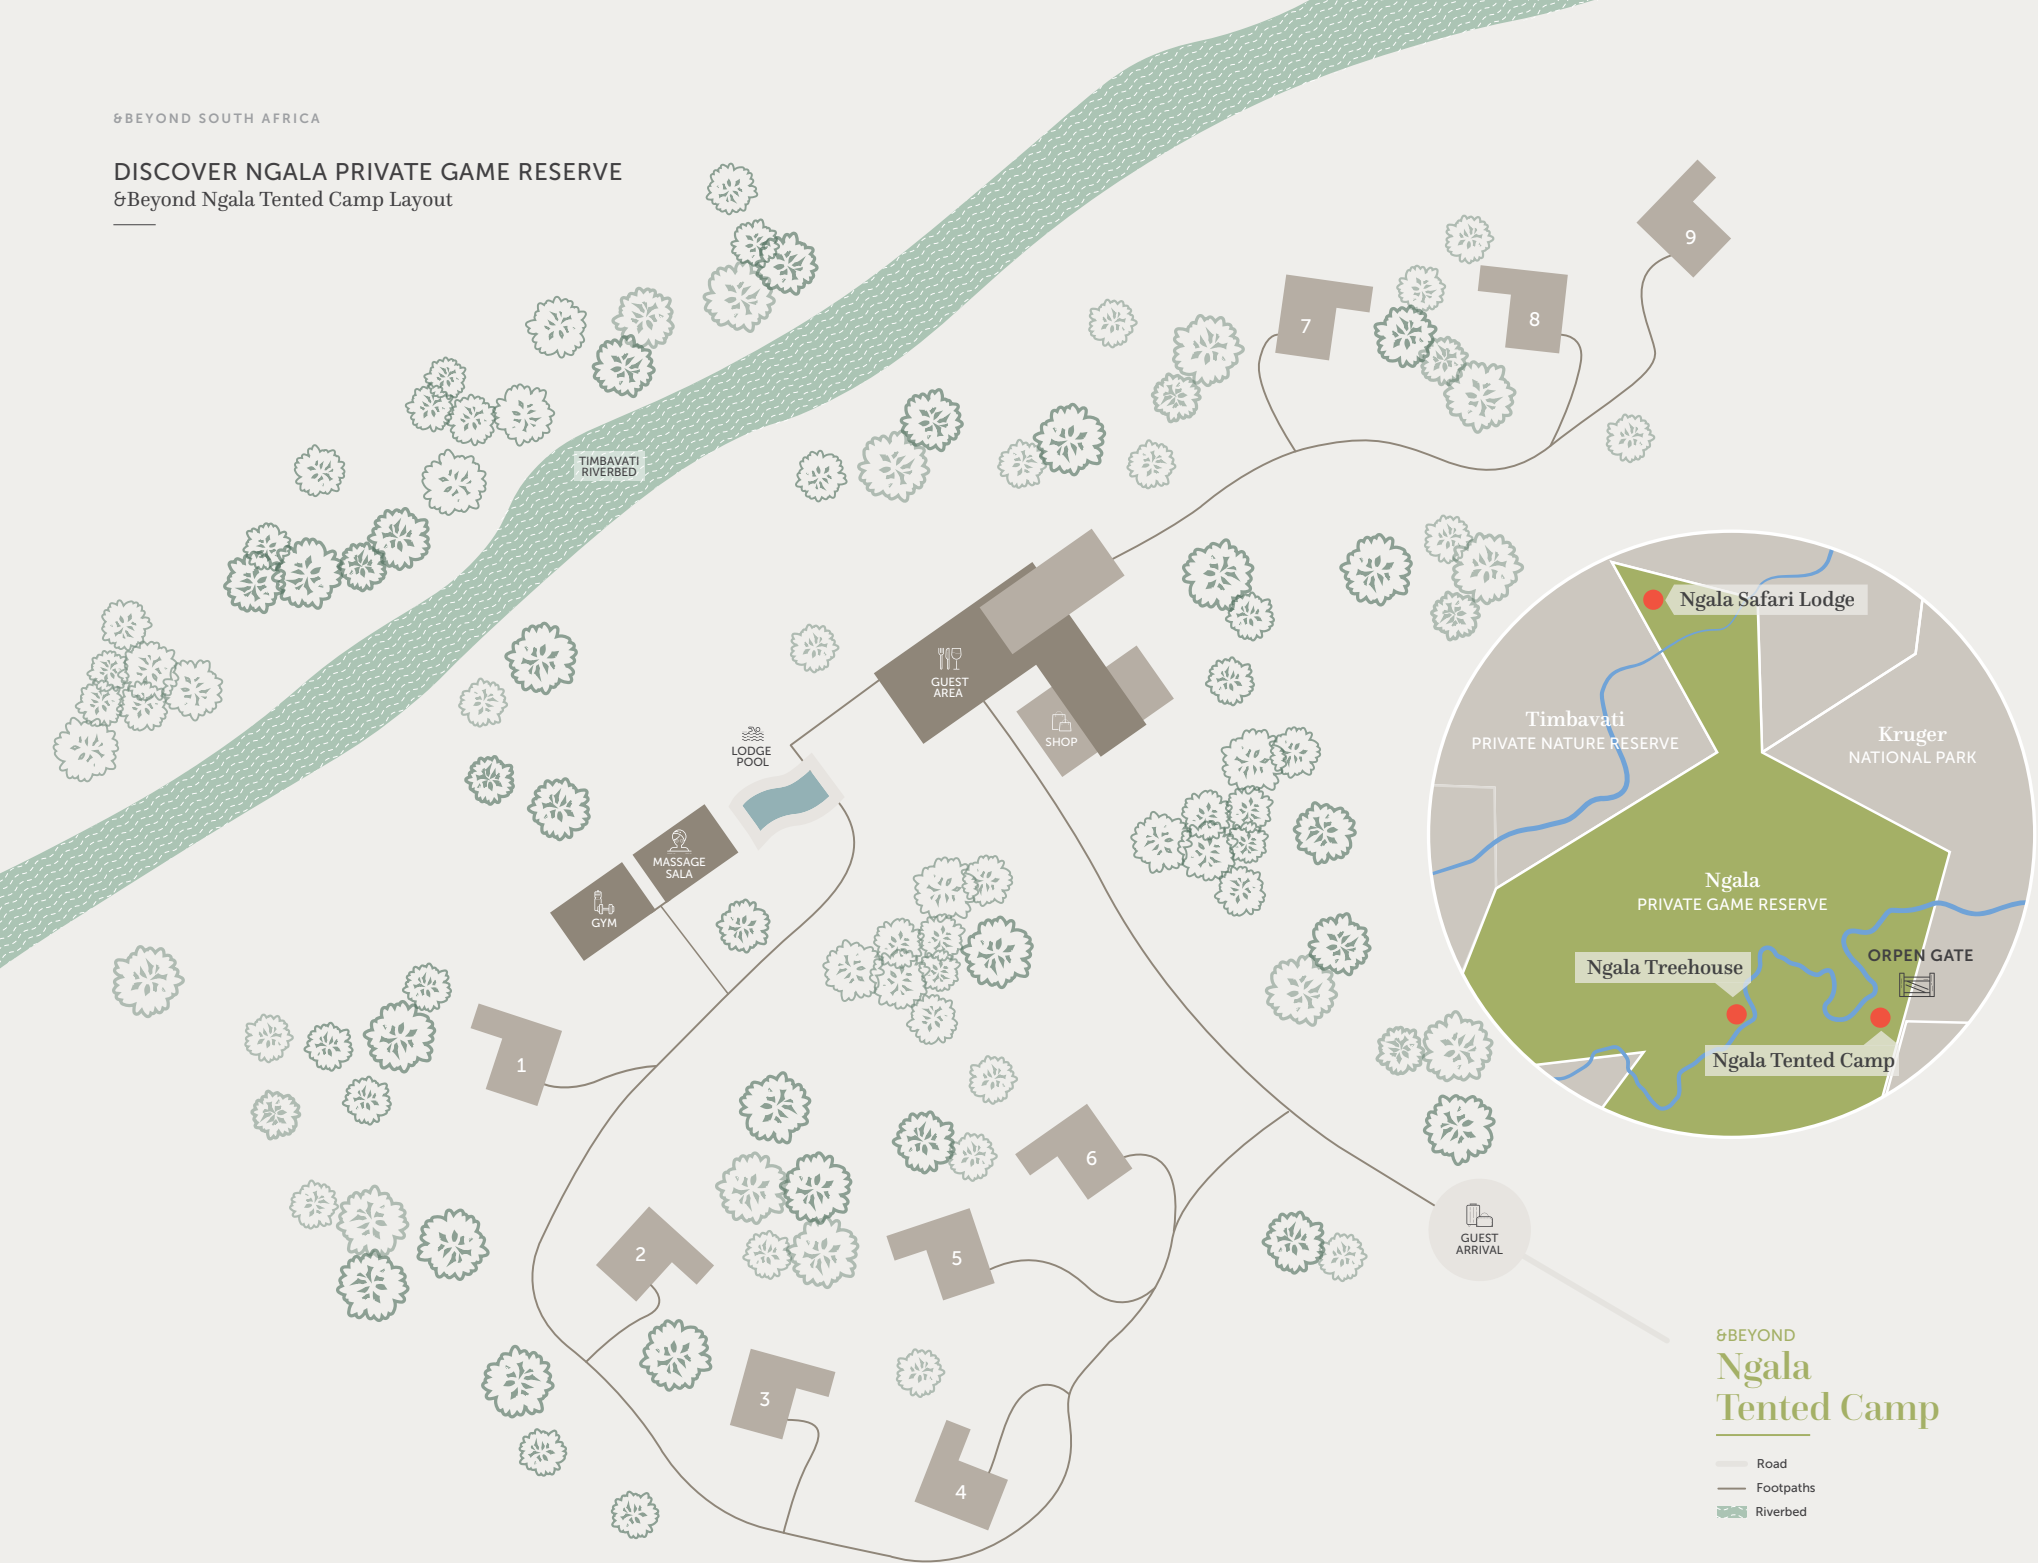 &BEYOND SOUTH AFRICA
DISCOVER NGALA PRIVATE GAME RESERVE
&Beyond Ngala Tented Camp Layout
TIMBAVATI
RIVERBED
9
7
8
GUEST
AREA
SHOP
LODGE
POOL
MASSAGE
SALA
GYM
1
2
3
4
5
6
GUEST
ARRIVAL
Ngala Safari Lodge
Timbavati
PRIVATE NATURE RESERVE
Kruger
NATIONAL PARK
Ngala
PRIVATE GAME RESERVE
ORPEN GATE
Ngala Treehouse
Ngala Tented Camp
&BEYOND
Ngala
Tented Camp
Road
Footpaths
Riverbed